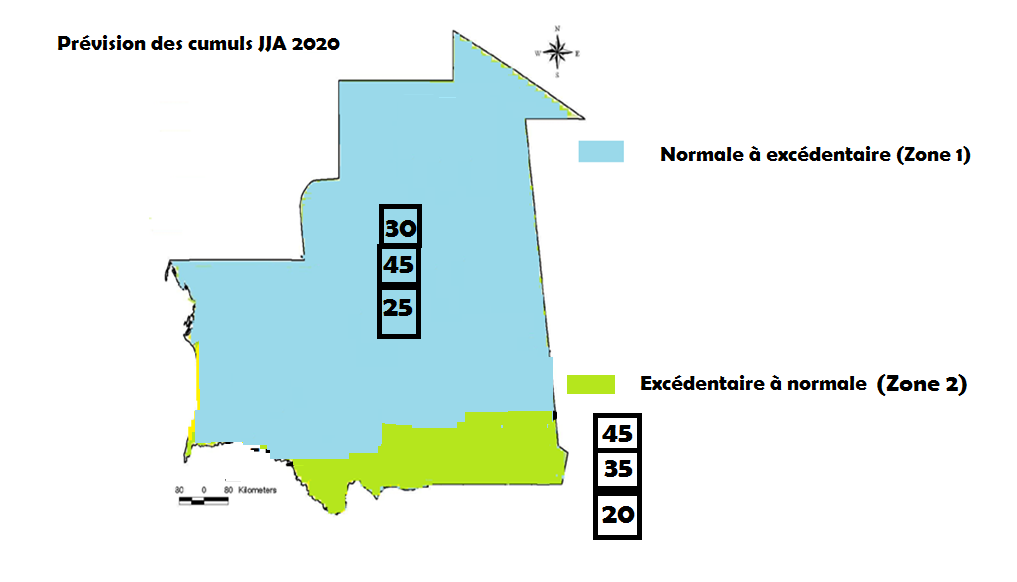 Prévision des cumuls JJA 2020
N
W E
S
Normale à excédentaire (Zone 1)
30
45
25
Excédentaire à normale (Zone 2)
45
35
20
80 0 80 Kilometers